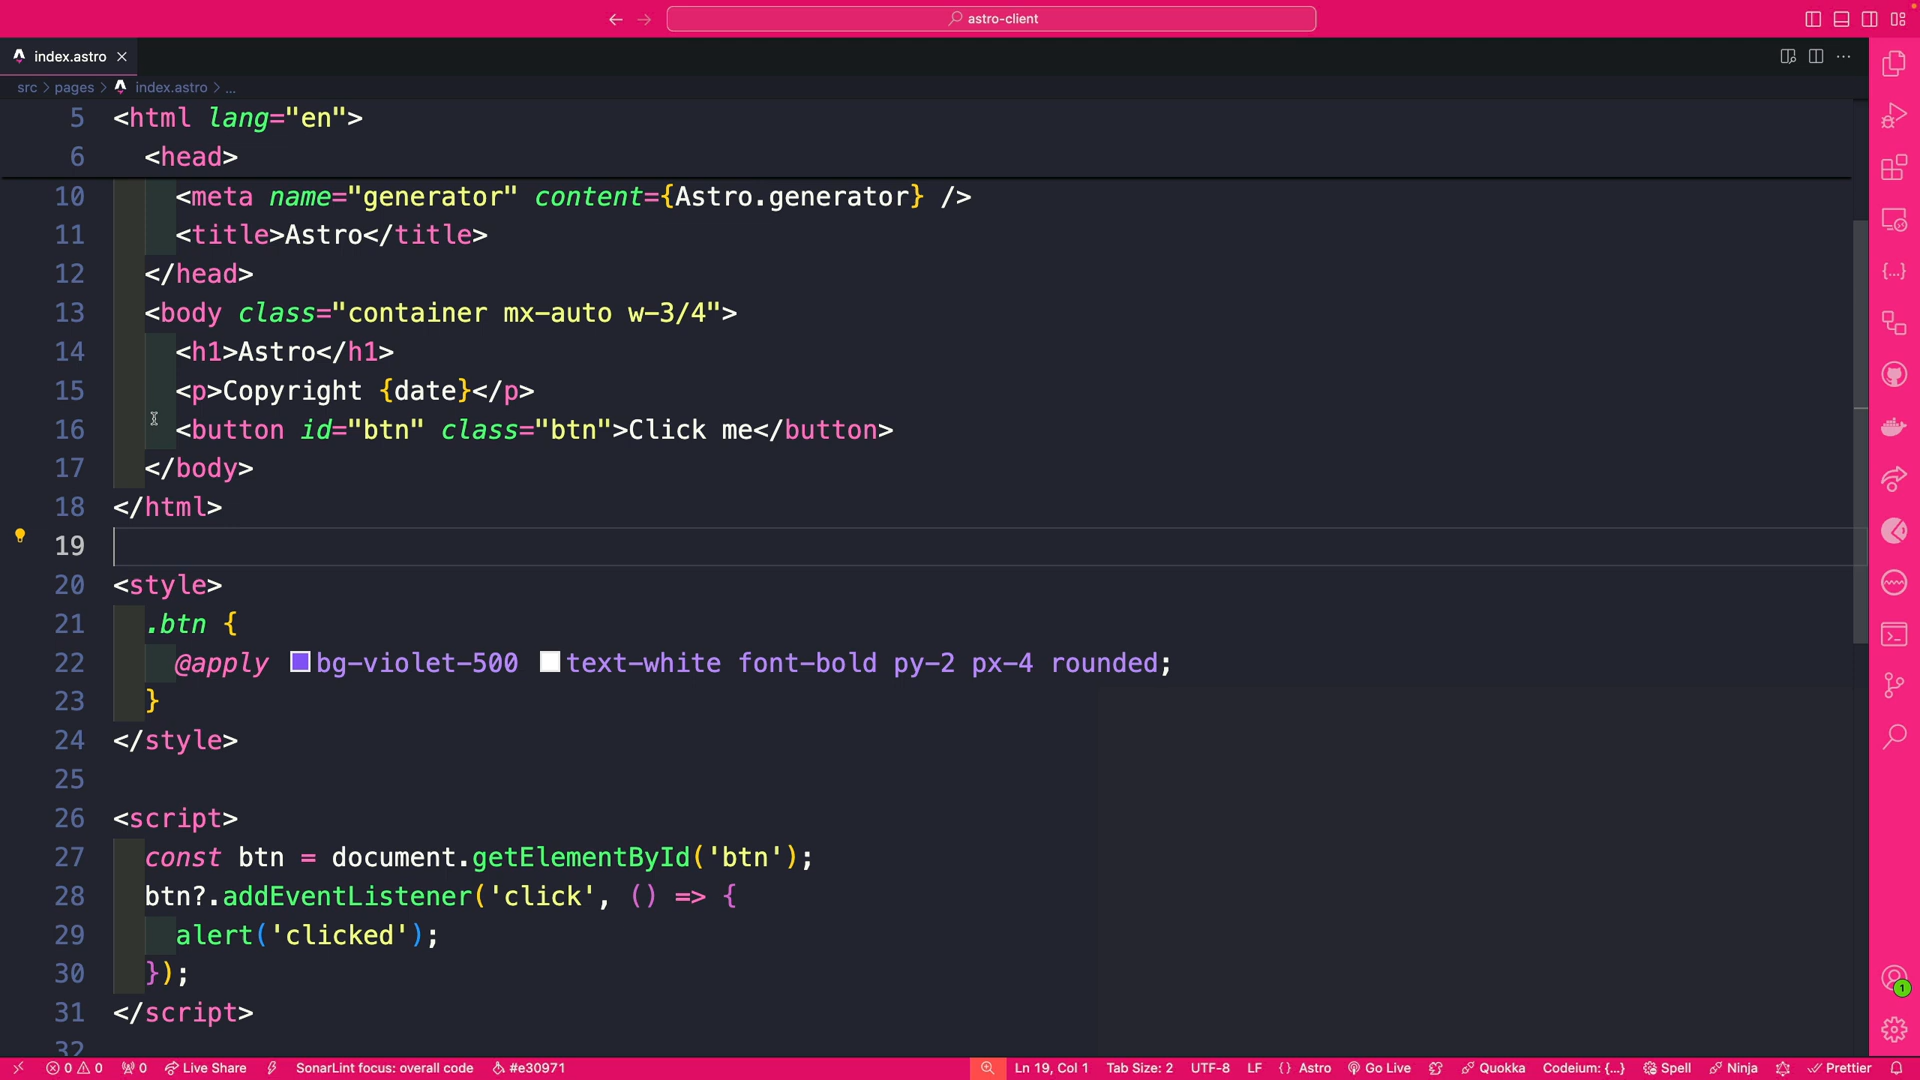 astro-client
index.astro
src > pages > index.astro > ...
5 <html lang="en">
6 <head>
10 <meta name="generator" content={Astro.generator} />
11 <title>Astro</title>
12 </head>
13 <body class="container mx-auto w-3/4">
14 <h1>Astro</h1>
15 <p>Copyright {date}</p>
16 <button id="btn" class="btn">Click me</button>
17 </body>
18 </html>
19
20 <style>
21 .btn {
22 @apply bg-violet-500 text-white font-bold py-2 px-4 rounded;
23 }
24 </style>
25
26 <script>
27 const btn = document.getElementById('btn');
28 btn?.addEventListener('click', () => {
29 alert('clicked');
30 });
31 </script>
32
1
0 0 0 Live Share SonarLint focus: overall code #e30971 Ln 19, Col 1 Tab Size: 2 UTF-8 LF {} Astro Go Live Quokka Codeium: {...} Spell Ninja Prettier